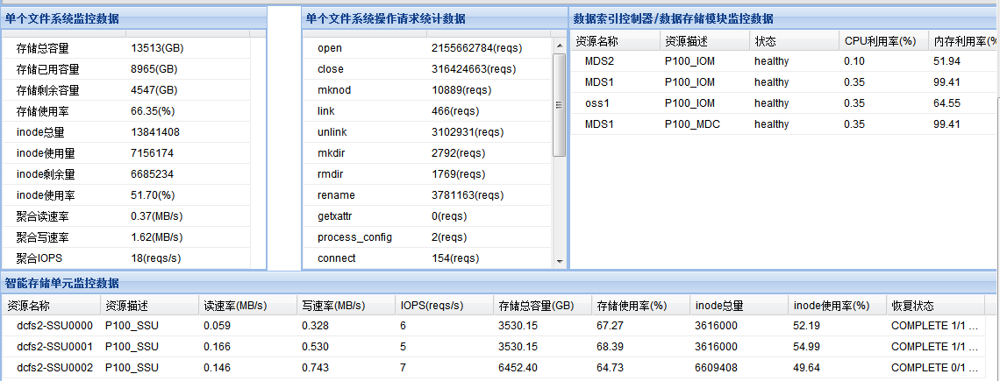 单个文件系统监控数据
存储总容量 13513(GB)
存储已用容量 8965(GB)
存储剩余容量 4547(GB)
存储使用率 66.35(%)
inode总量 13841408
inode使用量 7156174
inode剩余量 6685234
inode使用率 51.70(%)
聚合读速率 0.37(MB/s)
聚合写速率 1.62(MB/s)
聚合IOPS 18(reqs/s)
单个文件系统操作请求统计数据
open 2155662784(reqs)
close 316424663(reqs)
mknod 10889(reqs)
link 466(reqs)
unlink 3102931(reqs)
mkdir 2792(reqs)
rmdir 1769(reqs)
rename 3781163(reqs)
getxattr 0(reqs)
process_config 2(reqs)
connect 154(reqs)
数据索引控制器/数据存储模块监控数据
资源名称 资源描述 状态 CPU利用率(%) 内存利用率(%
MDS2 P100_IOM healthy 0.10 51.94
MDS1 P100_IOM healthy 0.35 99.41
oss1 P100_IOM healthy 0.35 64.55
MDS1 P100_MDC healthy 0.35 99.41
智能存储单元监控数据
资源名称 资源描述 读速率(MB/s) 写速率(MB/s) IOPS(reqs/s) 存储总容量(GB) 存储使用率(%) inode总量 inode使用率(%) 恢复状态
dcfs2-SSU0000 P100_SSU 0.059 0.328 6 3530.15 67.27 3616000 52.19 COMPLETE 1/1 ...
dcfs2-SSU0001 P100_SSU 0.166 0.530 5 3530.15 68.39 3616000 54.99 COMPLETE 1/1 ...
dcfs2-SSU0002 P100_SSU 0.146 0.743 7 6452.40 64.73 6609408 49.64 COMPLETE 0/1 ...